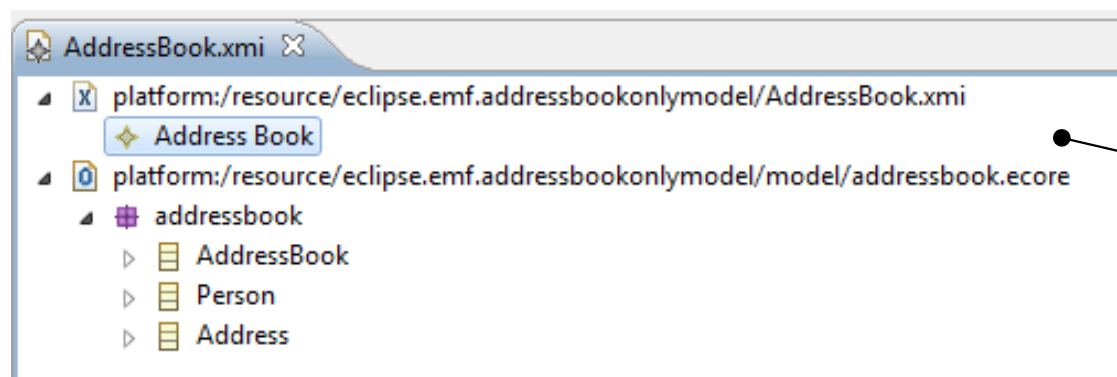 AddressBook.xmi
platform:/resource/eclipse.emf.addressbookonlymodel/AddressBook.xmi
Address Book
platform:/resource/eclipse.emf.addressbookonlymodel/model/addressbook.ecore
addressbook
AddressBook
Person
Address